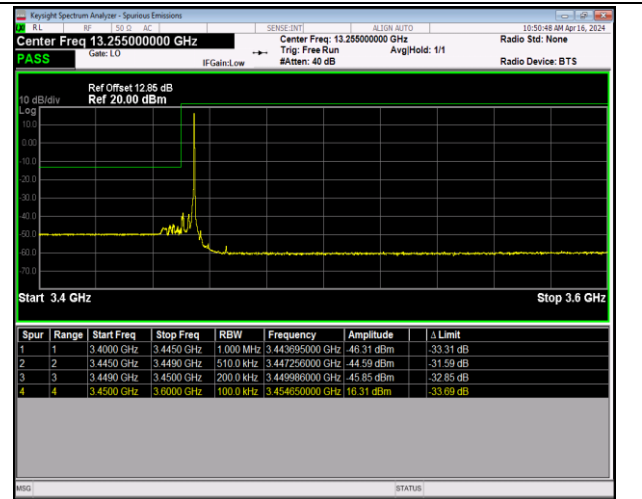 Keysight Spectrum Analyzer - Spurious Emissions
RL RF 50 Ω AC SENSE:INT ALIGN AUTO 10:50:48 AM Apr 16, 2024
Center Freq 13.255000000 GHz Center Freq: 13.255000000 GHz Radio Std: None
PASS Gate: LO IFGain:Low Trig: Free Run Avg|Hold: 1/1
#Atten: 40 dB Radio Device: BTS
Ref Offset 12.85 dB
10 dB/div Ref 20.00 dBm
Log
10.0
0.00
-10.0
-20.0
-30.0
-40.0
-50.0
-60.0
-70.0
Start 3.4 GHz Stop 3.6 GHz
Spur Range Start Freq Stop Freq RBW Frequency Amplitude Δ Limit
1 1 3.4000 GHz 3.4450 GHz 1.000 MHz 3.443695000 GHz -46.31 dBm -33.31 dB
2 2 3.4450 GHz 3.4490 GHz 510.0 kHz 3.447256000 GHz -44.59 dBm -31.59 dB
3 3 3.4490 GHz 3.4500 GHz 200.0 kHz 3.449986000 GHz -45.85 dBm -32.85 dB
4 4 3.4500 GHz 3.6000 GHz 100.0 kHz 3.454650000 GHz 16.31 dBm -33.69 dB
MSG STATUS